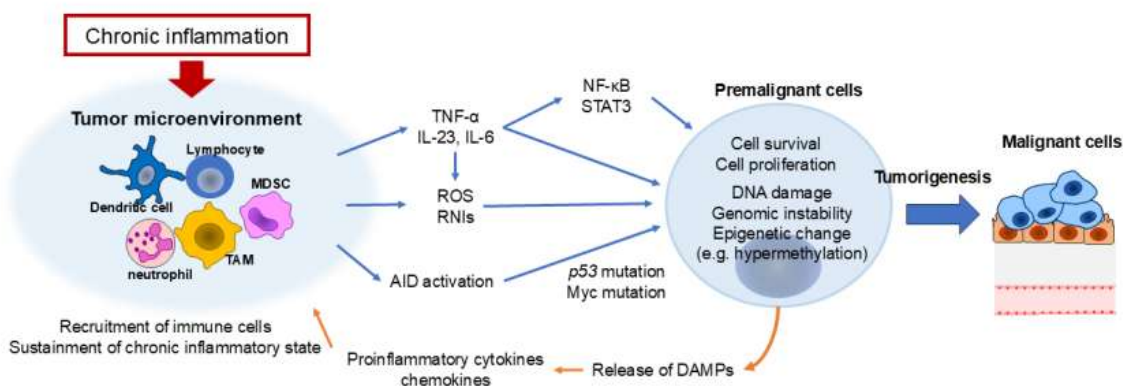 Chronic inflammation
Tumor microenvironment
Lymphocyte
MDSC
Dendritic cell
neutrophil
TAM
TNF-α
IL-23, IL-6
ROS
RNIs
AID activation
NF-κB
STAT3
Premalignant cells
Cell survival
Cell proliferation
DNA damage
Genomic instability
Epigenetic change
(e.g. hypermethylation)
p53 mutation
Myc mutation
Tumorigenesis
Malignant cells
Recruitment of immune cells
Sustainment of chronic inflammatory state
Proinflammatory cytokines
chemokines
Release of DAMPs